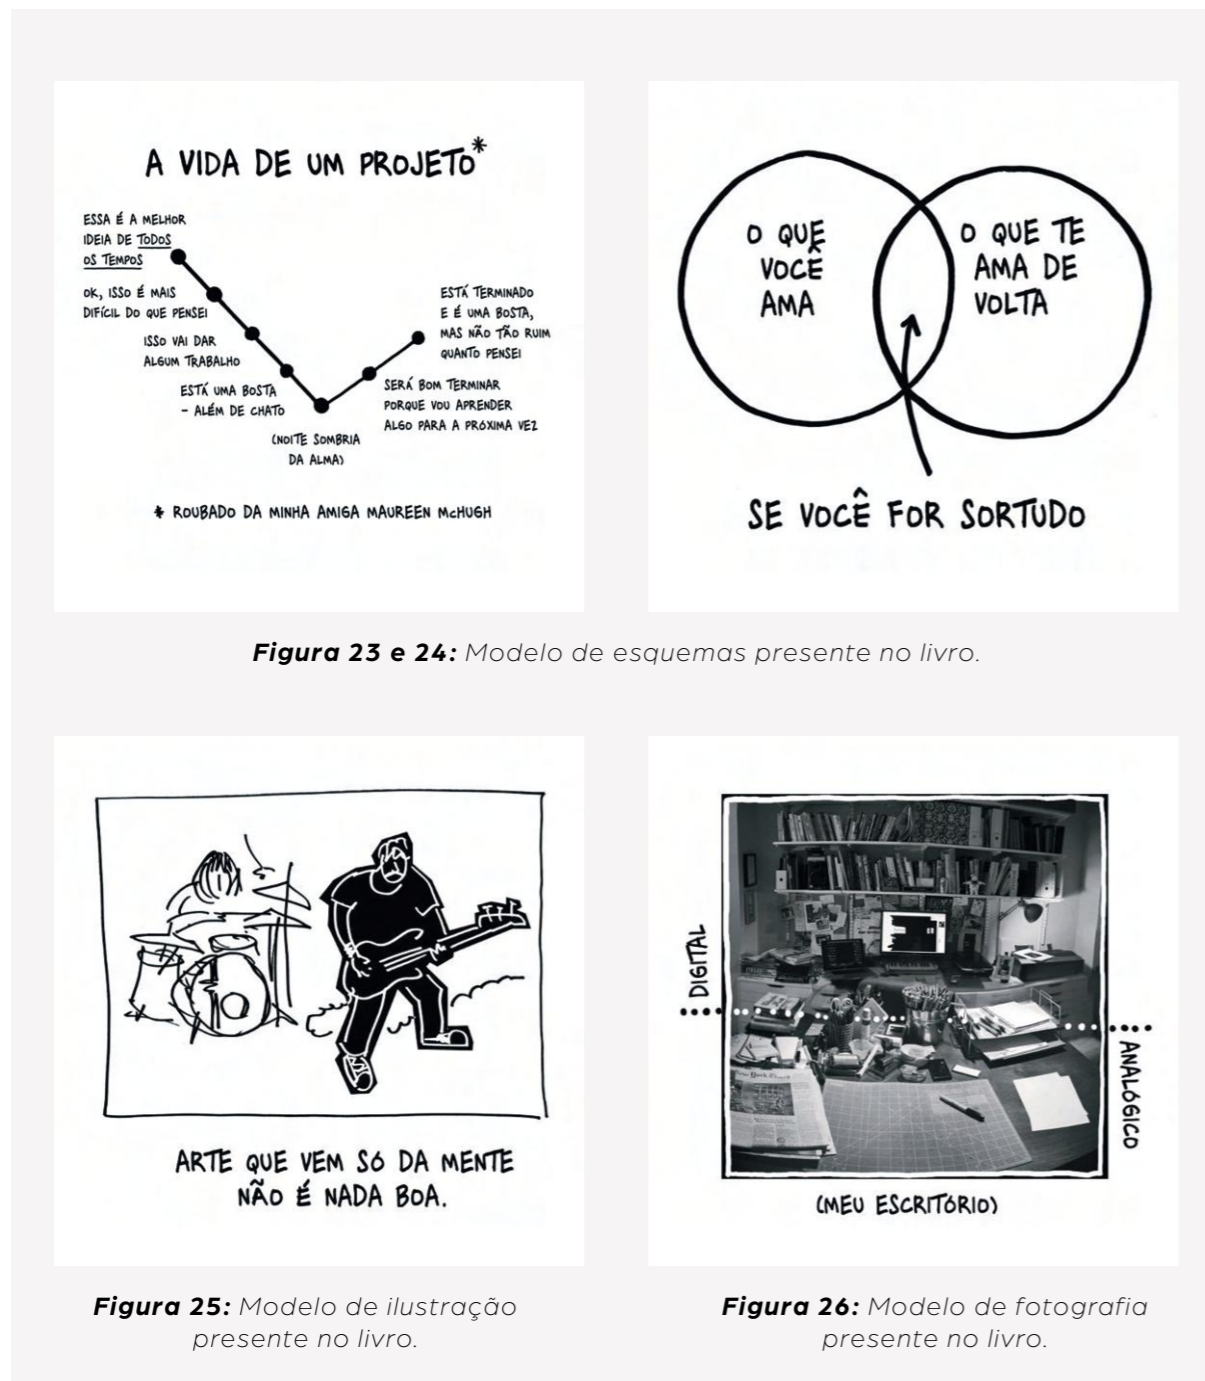 A VIDA DE UM PROJETO*
ESSA É A MELHOR
IDEIA DE TODOS
OS TEMPOS
OK, ISSO É MAIS
DIFÍCIL DO QUE PENSEI
ISSO VAI DAR
ALGUM TRABALHO
ESTÁ UMA BOSTA
- ALÉM DE CHATO
(NOITE SOMBRIA
DA ALMA)
SERÁ BOM TERMINAR
PORQUE VOU APRENDER
ALGO PARA A PRÓXIMA VEZ
ESTÁ TERMINADO
E É UMA BOSTA,
MAS NÃO TÃO RUIM
QUANTO PENSEI
* ROUBADO DA MINHA AMIGA MAUREEN McHUGH
O QUE
VOCÊ
AMA
O QUE TE
AMA DE
VOLTA
SE VOCÊ FOR SORTUDO
Figura 23 e 24: Modelo de esquemas presente no livro.
ARTE QUE VEM SÓ DA MENTE
NÃO É NADA BOA.
DIGITAL
ANALÓGICO
(MEU ESCRITÓRIO)
Figura 25: Modelo de ilustração
presente no livro.
Figura 26: Modelo de fotografia
presente no livro.